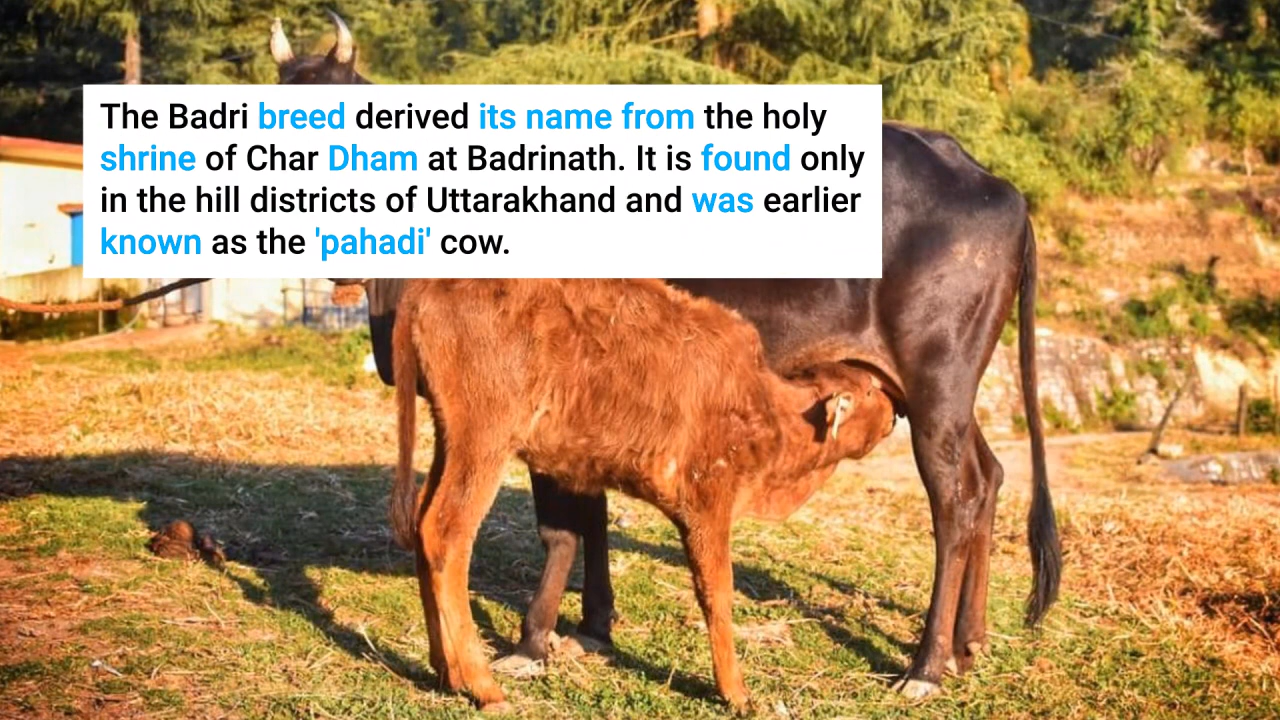 The Badri breed derived its name from the holy
shrine of Char Dham at Badrinath. It is found only
in the hill districts of Uttarakhand and was earlier
known as the 'pahadi' cow.